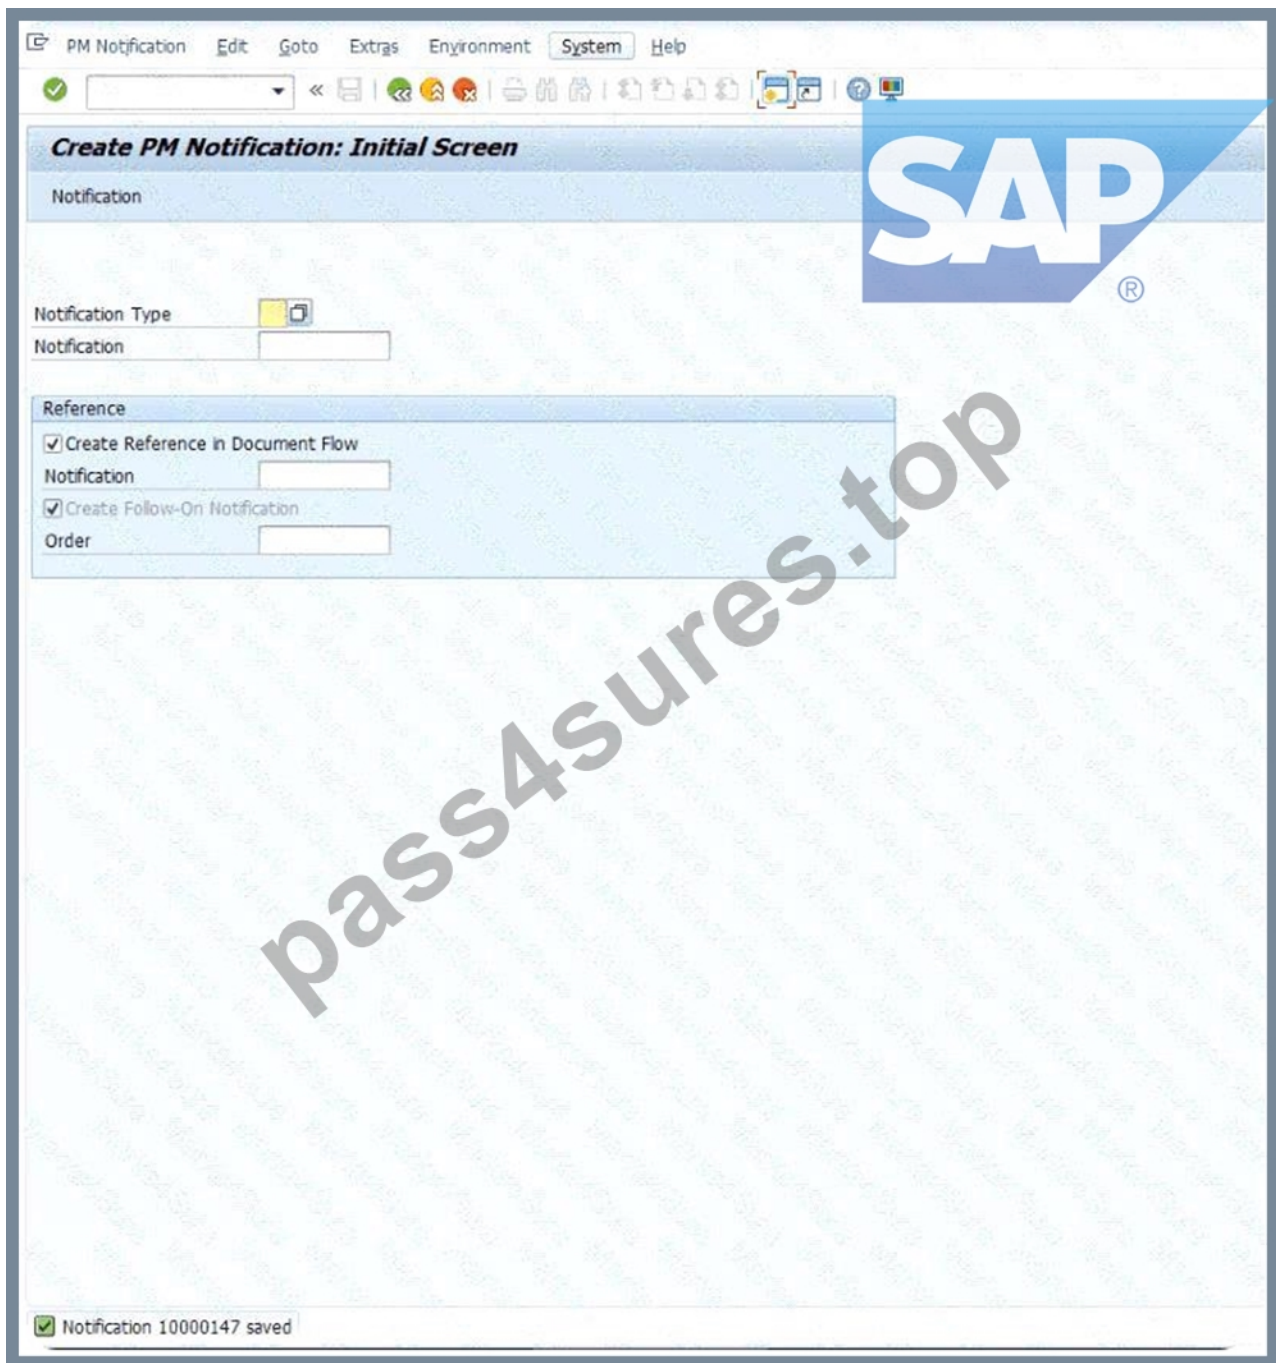 PM Notification Edit Goto Extras Environment System Help
Create PM Notification: Initial Screen
Notification
SAP
®
Notification Type
Notification
Reference
Create Reference in Document Flow
Notification
Create Follow-On Notification
Order
pass4sures.top
Notification 10000147 saved